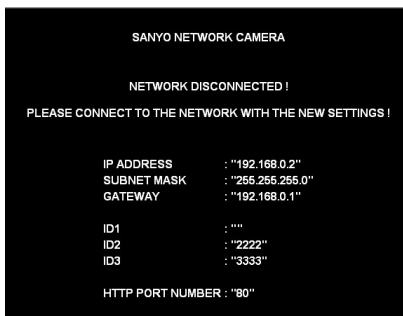 SANYO NETWORK CAMERA
NETWORK DISCONNECTED !
PLEASE CONNECT TO THE NETWORK WITH THE NEW SETTINGS !
IP ADDRESS : "192.168.0.2"
SUBNET MASK : "255.255.255.0"
GATEWAY : "192.168.0.1"
ID1 : ""
ID2 : "2222"
ID3 : "3333"
HTTP PORT NUMBER : "80"